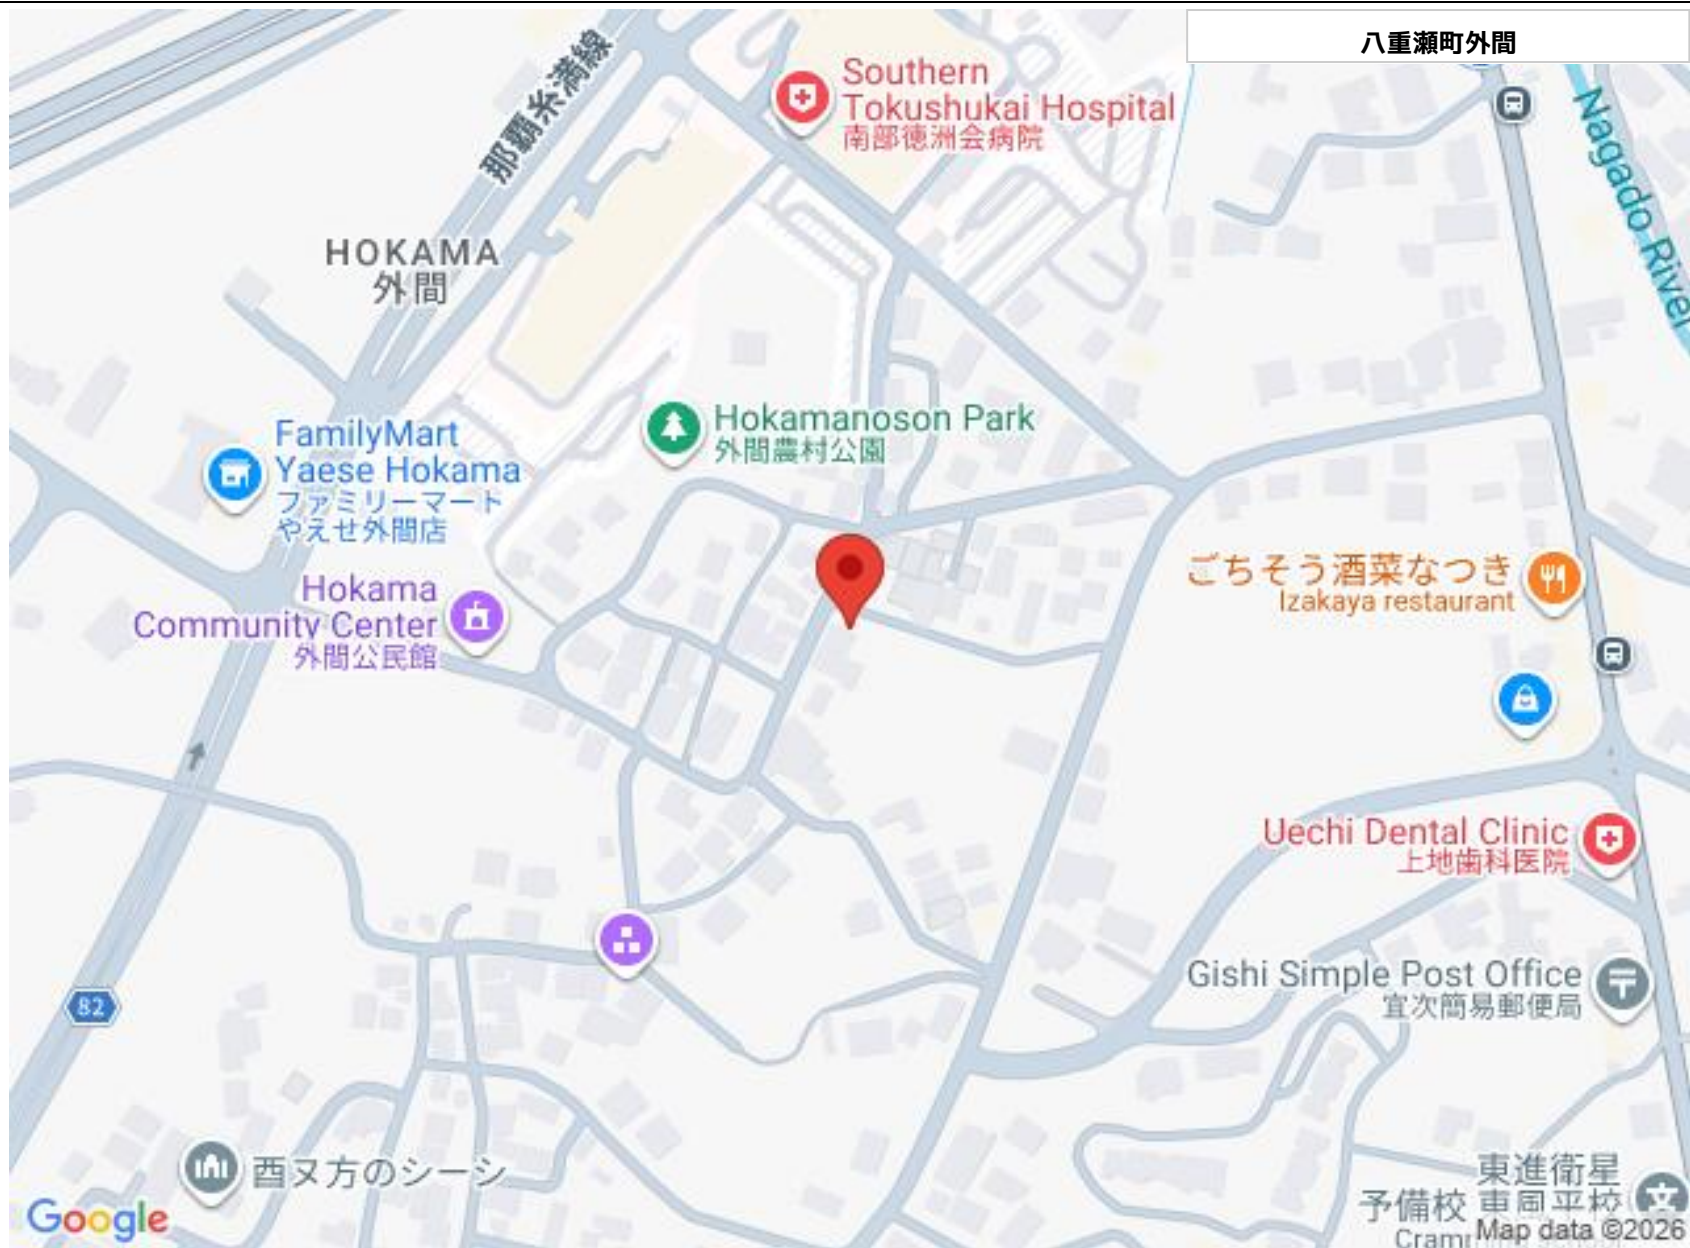 八重瀬町外間
那覇糸満線
Southern
Tokushukai Hospital
南部徳洲会病院
Nagado River
HOKAMA
外間
FamilyMart
Yaese Hokama
ファミリーマート
やえせ外間店
Hokamanoson Park
外間農村公園
Hokama
Community Center
外間公民館
ごちそう酒菜なつき
Izakaya restaurant
Uechi Dental Clinic
上地歯科医院
Gishi Simple Post Office
宜次簡易郵便局
82
酉ヌ方のシーシ
東進衛星
予備校
Google
Map data ©2026